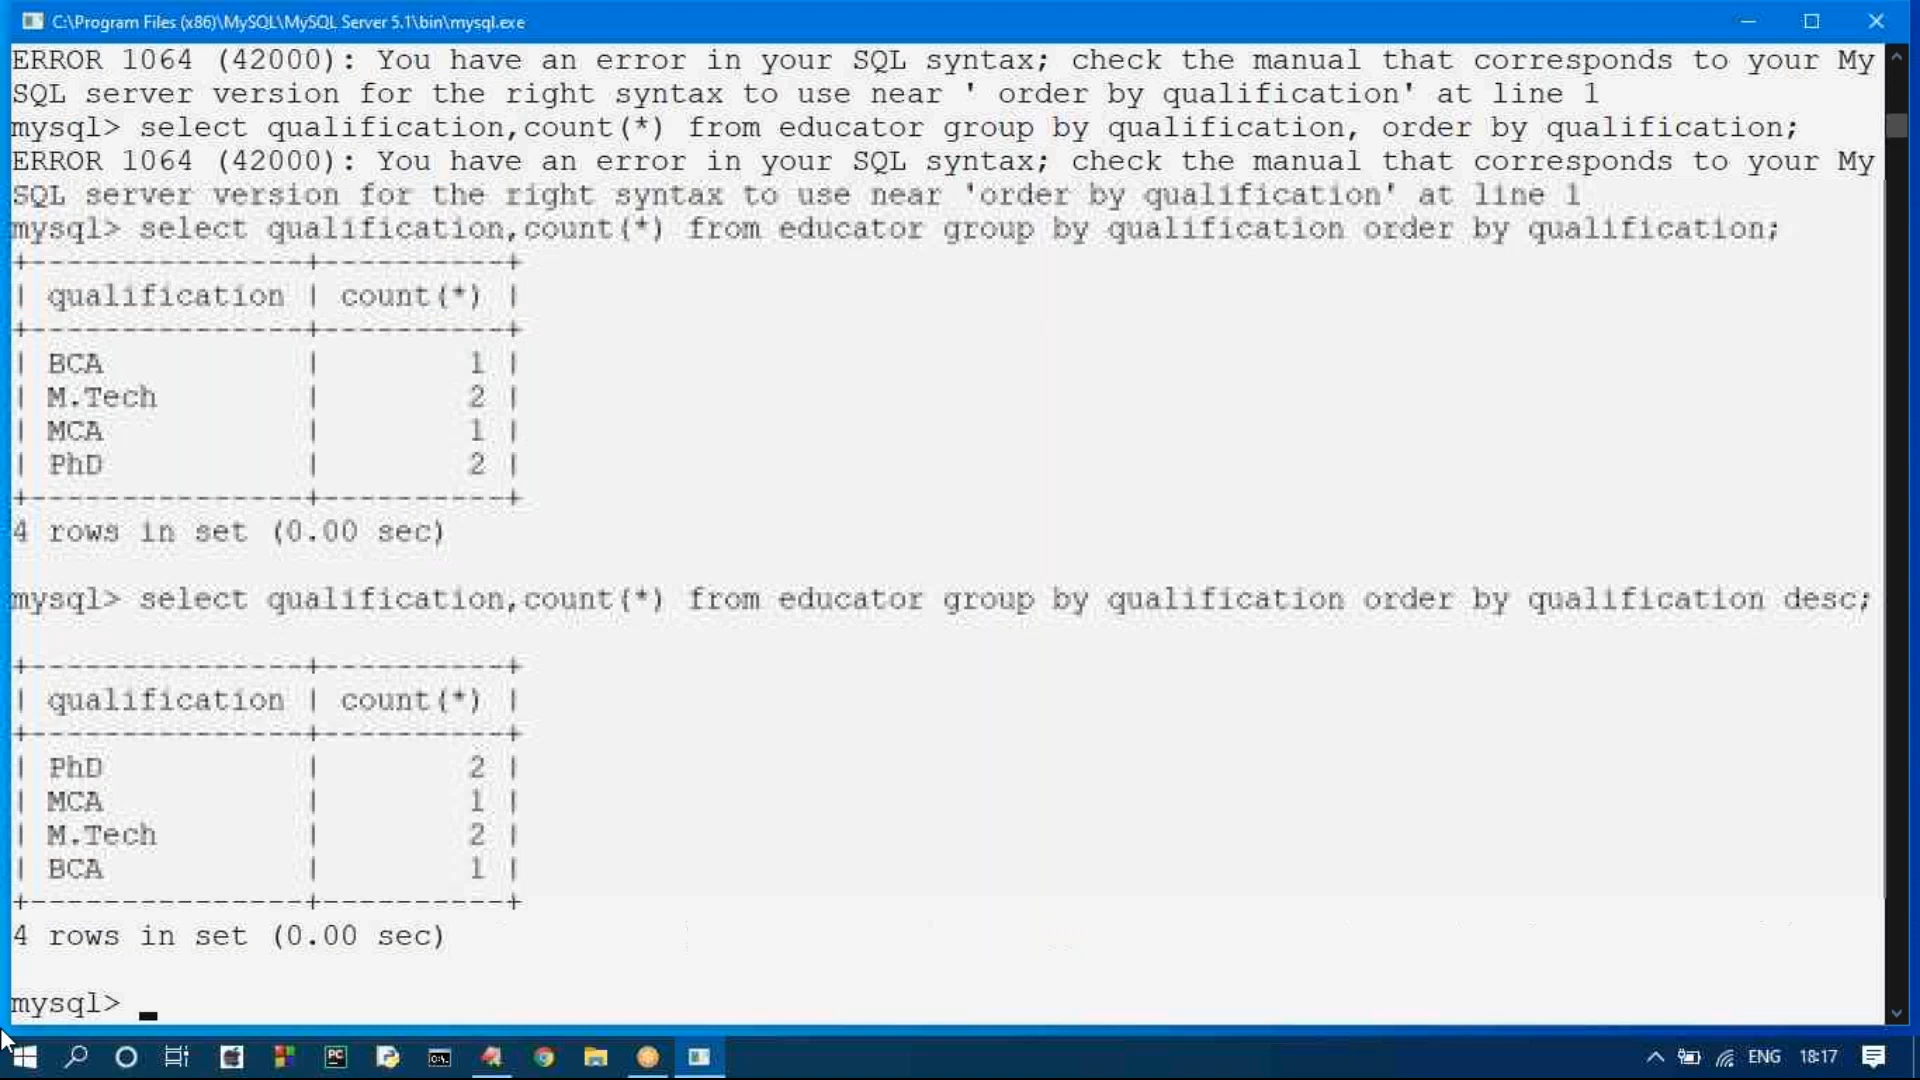 C:\Program Files (x86)\MySQL\MySQL Server 5.1\bin\mysql.exe
ERROR 1064 (42000): You have an error in your SQL syntax; check the manual that corresponds to your My
SQL server version for the right syntax to use near ' order by qualification' at line 1
mysql> select qualification,count(*) from educator group by qualification, order by qualification;
ERROR 1064 (42000): You have an error in your SQL syntax; check the manual that corresponds to your My
SQL server version for the right syntax to use near 'order by qualification' at line 1
mysql> select qualification,count(*) from educator group by qualification order by qualification;
+---------------+----------+
| qualification | count(*) |
+---------------+----------+
| BCA           |        1 |
| M.Tech        |        2 |
| MCA           |        1 |
| PhD           |        2 |
+---------------+----------+
4 rows in set (0.00 sec)
mysql> select qualification,count(*) from educator group by qualification order by qualification desc;
+---------------+----------+
| qualification | count(*) |
+---------------+----------+
| PhD           |        2 |
| MCA           |        1 |
| M.Tech        |        2 |
| BCA           |        1 |
+---------------+----------+
4 rows in set (0.00 sec)
mysql> _
PC
C:\.
ENG 18:17